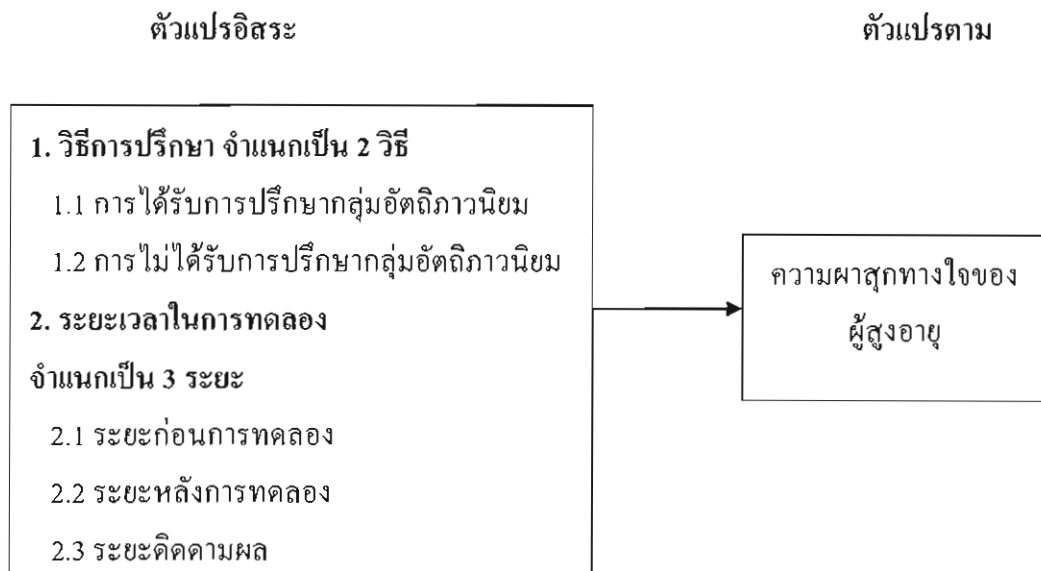 ตัวแปรอิสระ
ตัวแปรตาม
1. วิธีการปรึกษา จำแนกเป็น 2 วิธี
1.1 การได้รับการปรึกษากลุ่มอัตถิภาวนิยม
1.2 การไม่ได้รับการปรึกษากลุ่มอัตถิภาวนิยม
2. ระยะเวลาในการทดลอง
จำแนกเป็น 3 ระยะ
2.1 ระยะก่อนการทดลอง
2.2 ระยะหลังการทดลอง
2.3 ระยะติดตามผล
ความผาสุกทางใจของ
ผู้สูงอายุ